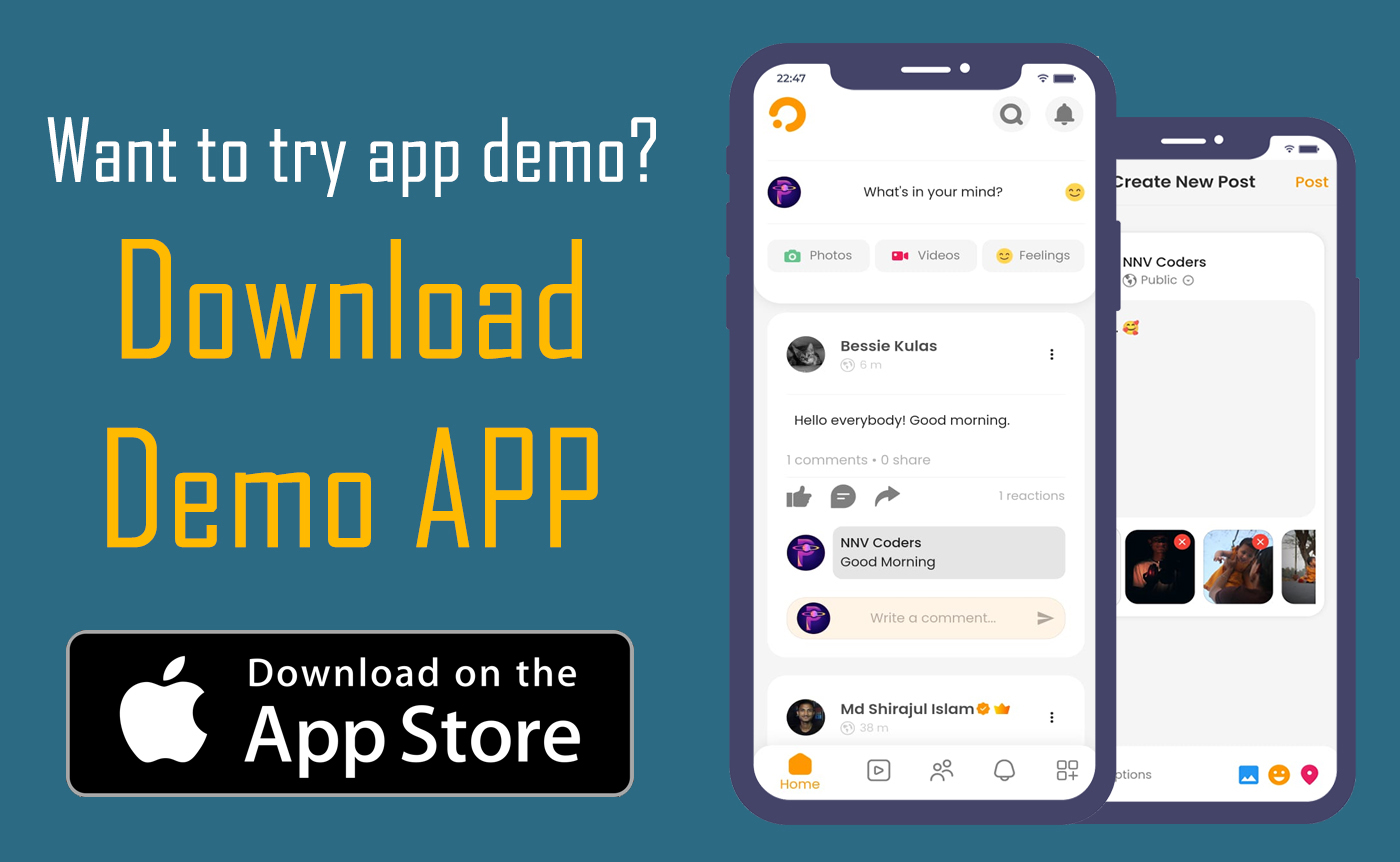 Want to try app demo?
Download
Demo APP
Download on the
App Store
22:47
What's in your mind?
Photos
Videos
Feelings
Bessie Kulas
6 m
Hello everybody! Good morning.
1 comments • 0 share
1 reactions
NNV Coders
Good Morning
Write a comment...
Md Shirajul Islam
38 m
Home
Create New Post
Post
NNV Coders
Public
ptions